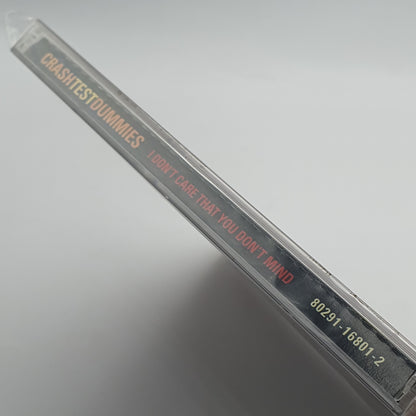 CRASHTESTDUMMIES I DON'T CARE THAT YOU DON'T MIND 80291-16801-2